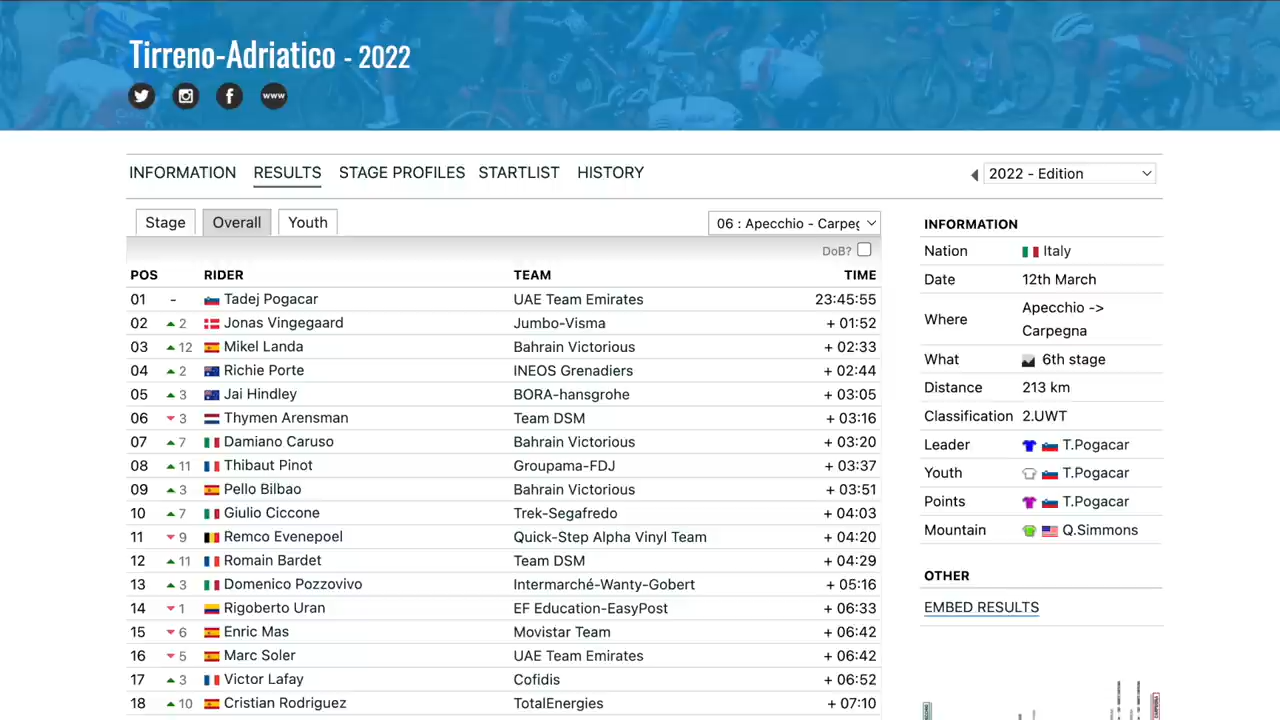 Tirreno-Adriatico - 2022
www
INFORMATION RESULTS STAGE PROFILES STARTLIST HISTORY
2022 - Edition
Stage Overall Youth
06 : Apecchio - Carpeg
DoB?
POS RIDER TEAM TIME
01 - Tadej Pogacar UAE Team Emirates 23:45:55
02 2 Jonas Vingegaard Jumbo-Visma + 01:52
03 12 Mikel Landa Bahrain Victorious + 02:33
04 2 Richie Porte INEOS Grenadiers + 02:44
05 3 Jai Hindley BORA-hansgrohe + 03:05
06 3 Thymen Arensman Team DSM + 03:16
07 7 Damiano Caruso Bahrain Victorious + 03:20
08 11 Thibaut Pinot Groupama-FDJ + 03:37
09 3 Pello Bilbao Bahrain Victorious + 03:51
10 7 Giulio Ciccone Trek-Segafredo + 04:03
11 9 Remco Evenepoel Quick-Step Alpha Vinyl Team + 04:20
12 11 Romain Bardet Team DSM + 04:29
13 3 Domenico Pozzovivo Intermarché-Wanty-Gobert + 05:16
14 1 Rigoberto Uran EF Education-EasyPost + 06:33
15 6 Enric Mas Movistar Team + 06:42
16 5 Marc Soler UAE Team Emirates + 06:42
17 3 Victor Lafay Cofidis + 06:52
18 10 Cristian Rodriguez TotalEnergies + 07:10
INFORMATION
Nation Italy
Date 12th March
Where Apecchio ->
Carpegna
What 6th stage
Distance 213 km
Classification 2.UWT
Leader T.Pogacar
Youth T.Pogacar
Points T.Pogacar
Mountain Q.Simmons
OTHER
EMBED RESULTS